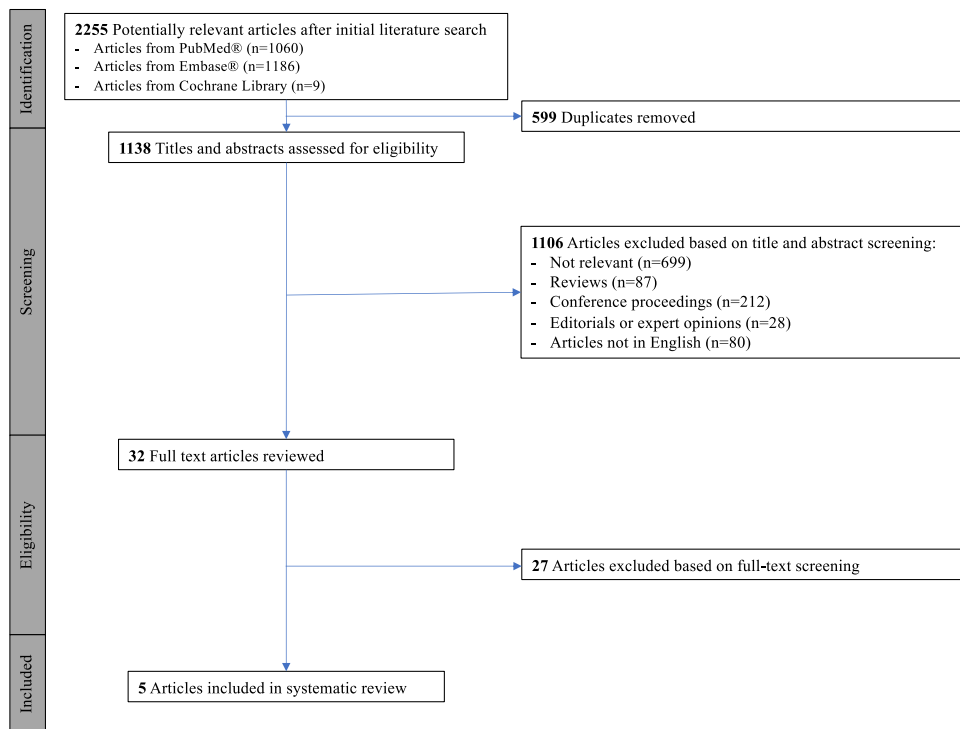 Identification
2255 Potentially relevant articles after initial literature search
- Articles from PubMed® (n=1060)
- Articles from Embase® (n=1186)
- Articles from Cochrane Library (n=9)
599 Duplicates removed
Screening
1138 Titles and abstracts assessed for eligibility
1106 Articles excluded based on title and abstract screening:
- Not relevant (n=699)
- Reviews (n=87)
- Conference proceedings (n=212)
- Editorials or expert opinions (n=28)
- Articles not in English (n=80)
Eligibility
32 Full text articles reviewed
27 Articles excluded based on full-text screening
Included
5 Articles included in systematic review